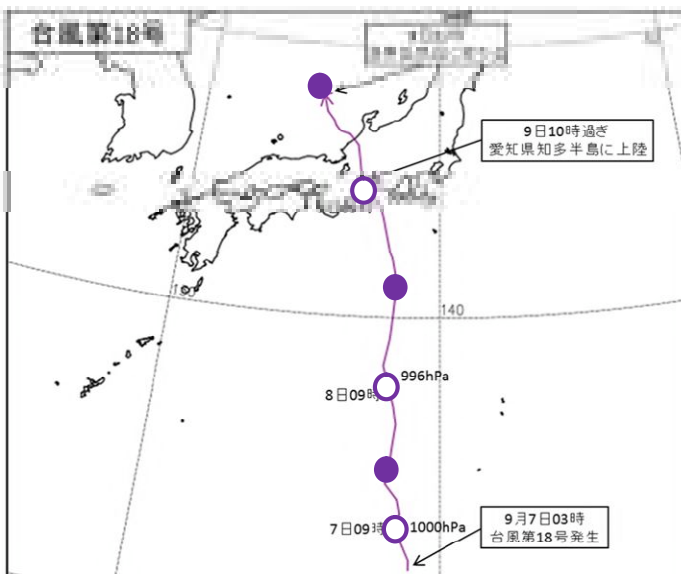 台風第18号
9日10時過ぎ
愛知県知多半島に上陸
140
996hPa
8日09時
7日09時
1000hPa
9月7日03時
台風第18号発生